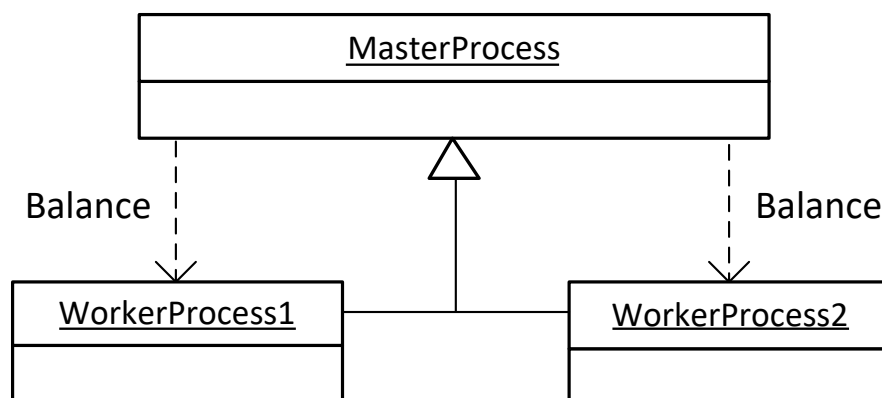 MasterProcess
Balance
Balance
WorkerProcess1
WorkerProcess2